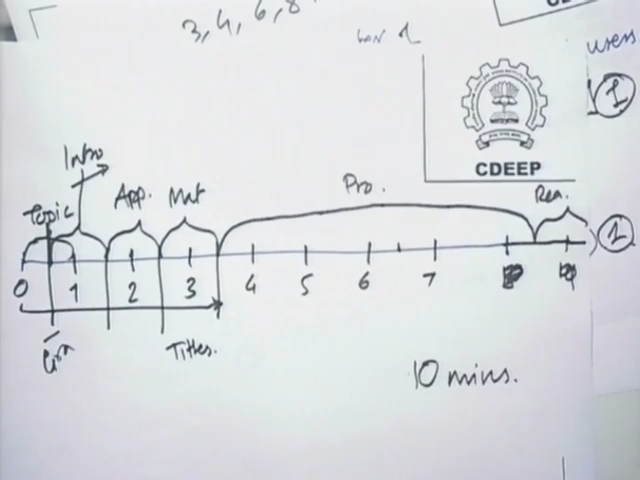 3, 4, 6, 8
users
1
CDEEP
Intro
Topic
App.
Mat
Pro.
Rea.
1
0 1 2 3 4 5 6 7
Titles.
10 mins.